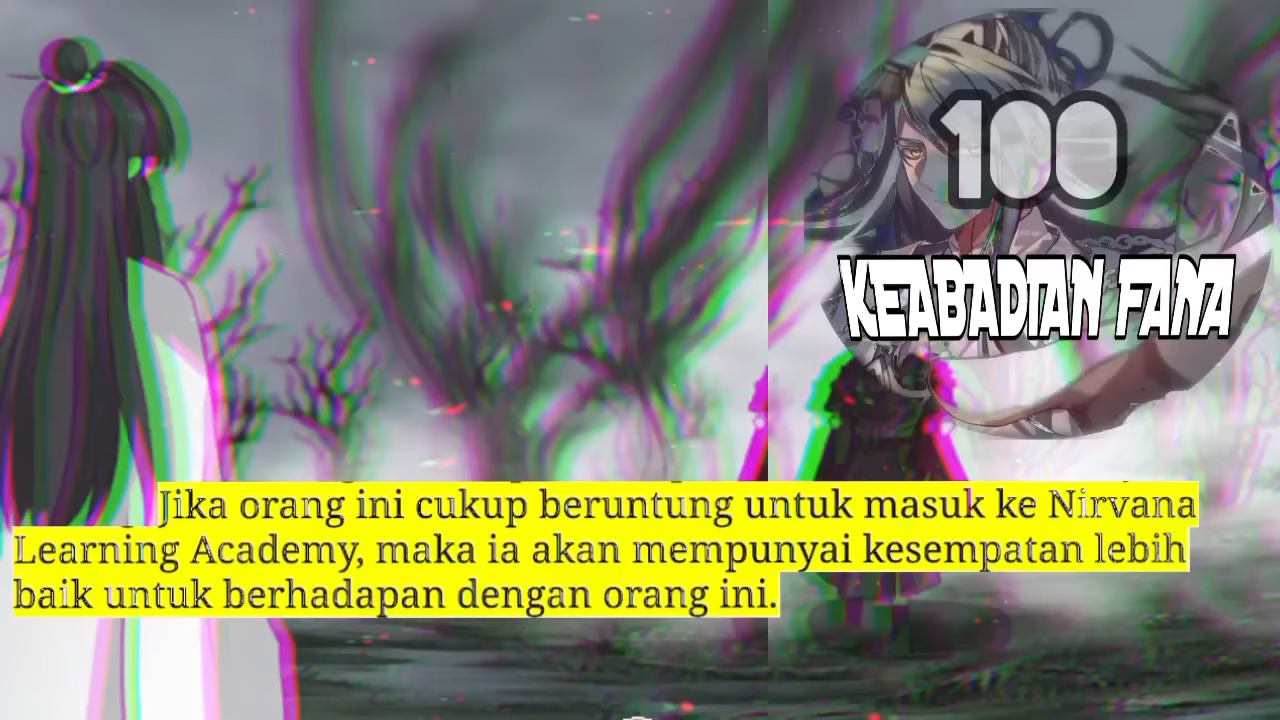 100
KEABADIAN FANA
Jika orang ini cukup beruntung untuk masuk ke Nirvana
Learning Academy, maka ia akan mempunyai kesempatan lebih
baik untuk berhadapan dengan orang ini.